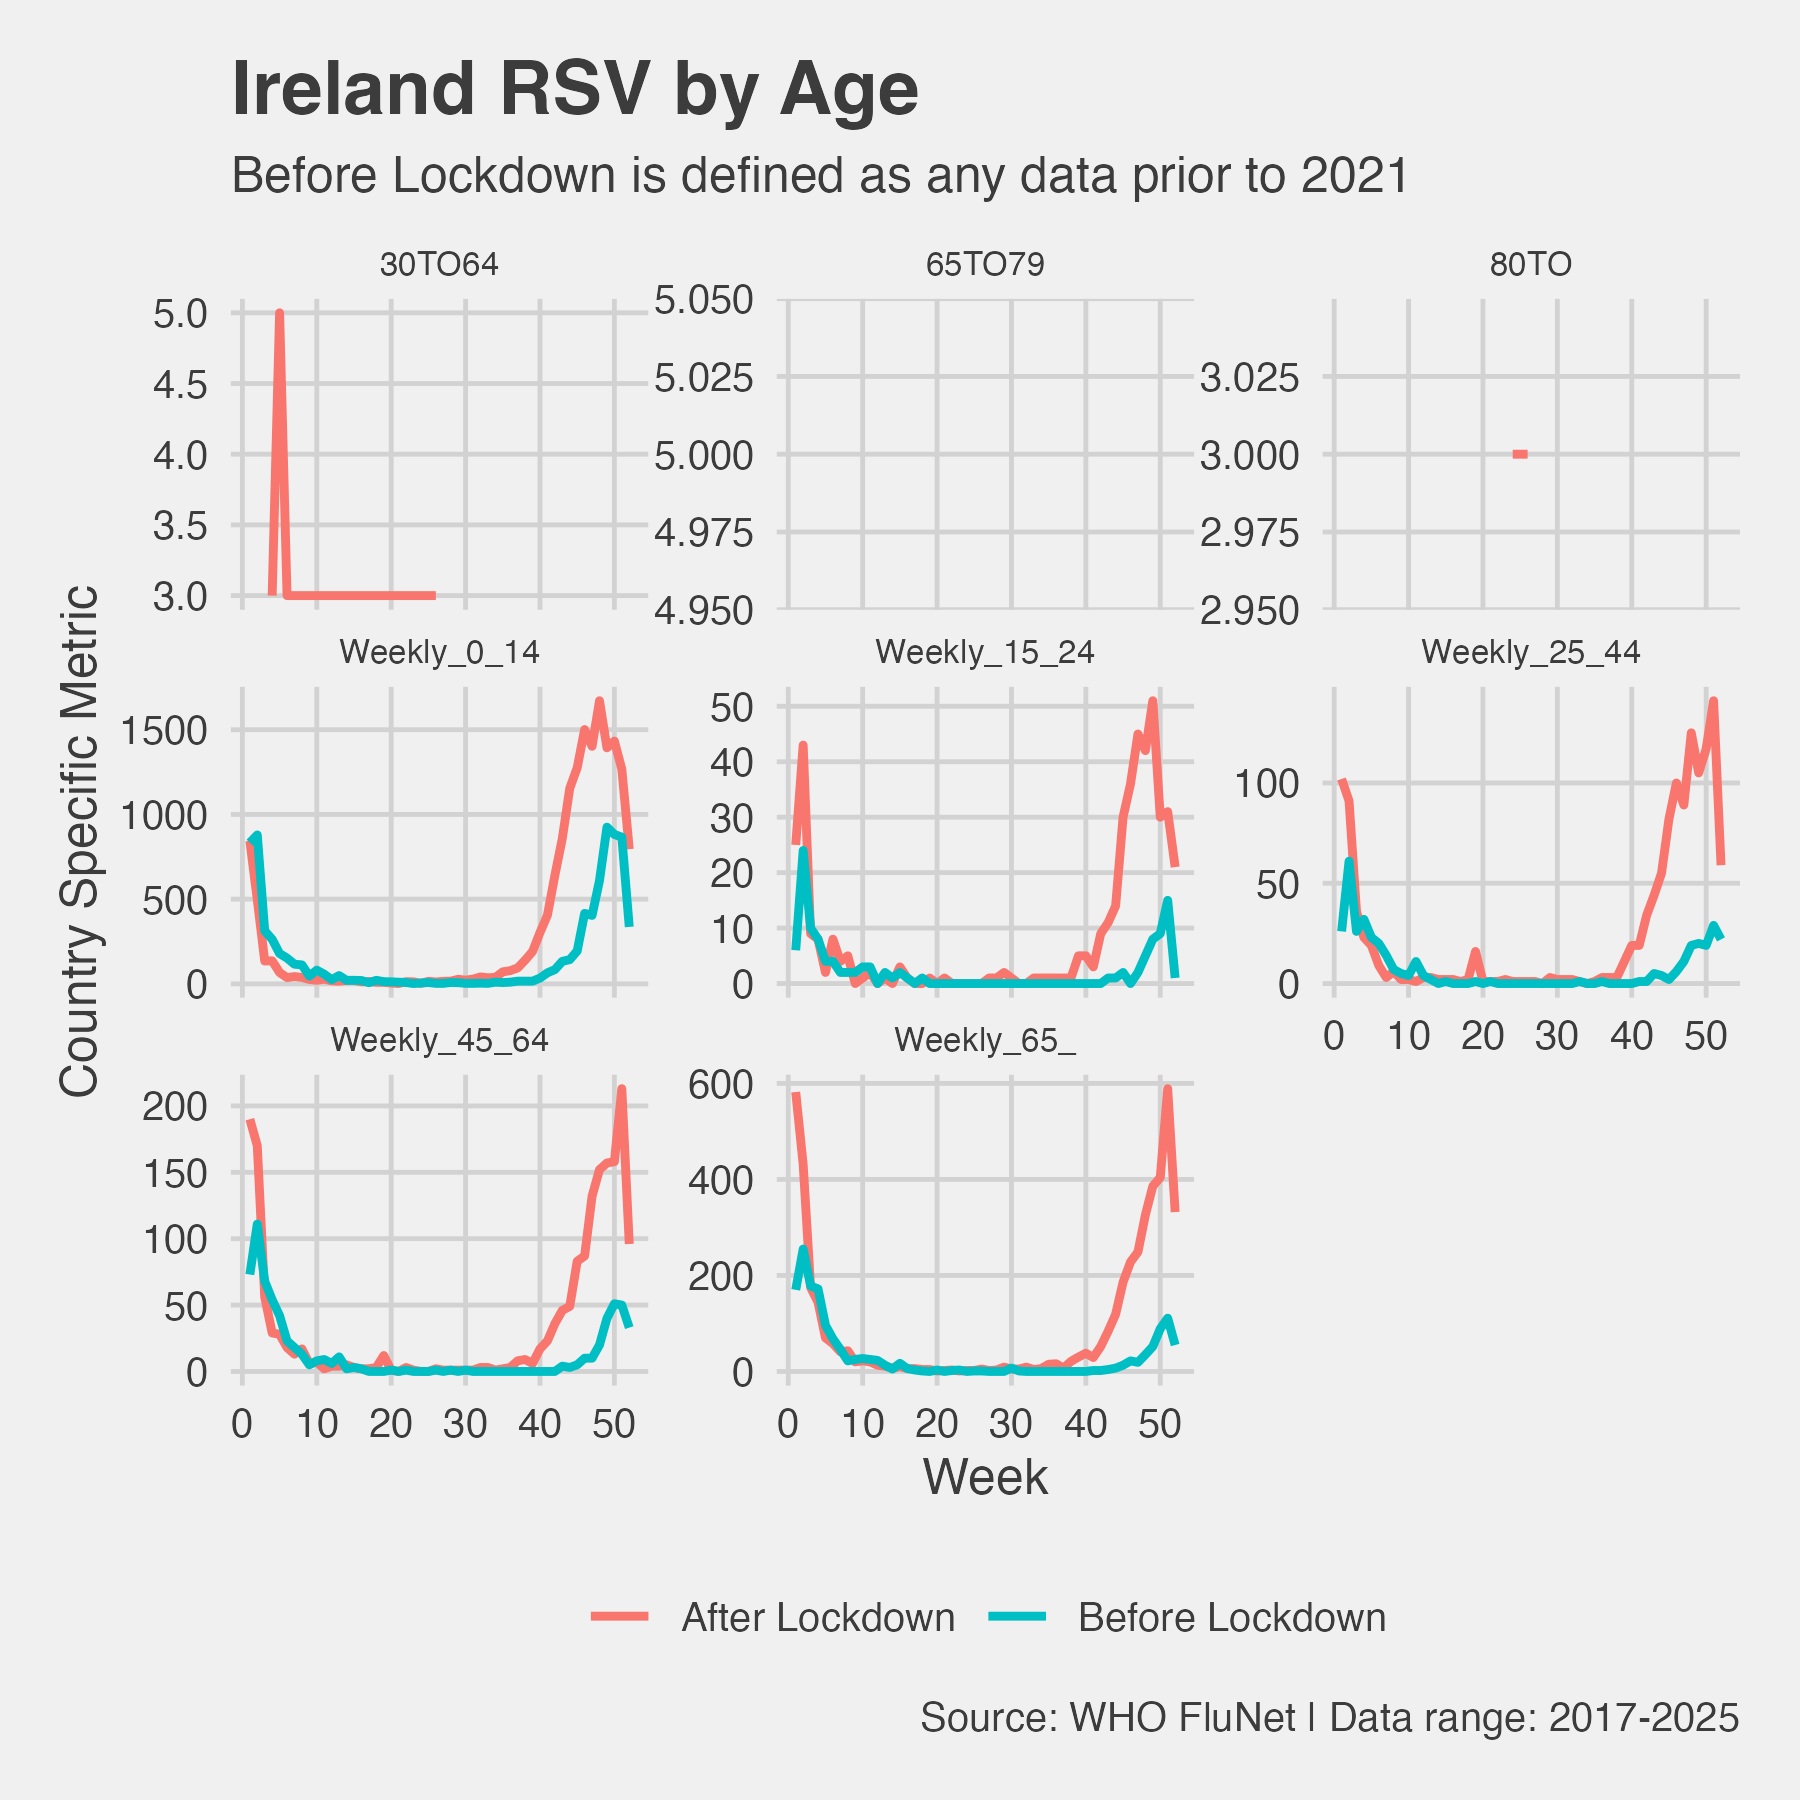 Ireland RSV by Age
Before Lockdown is defined as any data prior to 2021
30TO64
65TO79
80TO
5.0
4.5
4.0
3.5
3.0
5.050
5.025
5.000
4.975
4.950
3.025
3.000
2.975
2.950
Country Specific Metric
Weekly_0_14
Weekly_15_24
Weekly_25_44
1500
1000
500
0
50
40
30
20
10
0
100
50
0
0 10 20 30 40 50
Weekly_45_64
Weekly_65_
200
150
100
50
0
600
400
200
0
0 10 20 30 40 50
0 10 20 30 40 50
Week
After Lockdown Before Lockdown
Source: WHO FluNet | Data range: 2017-2025